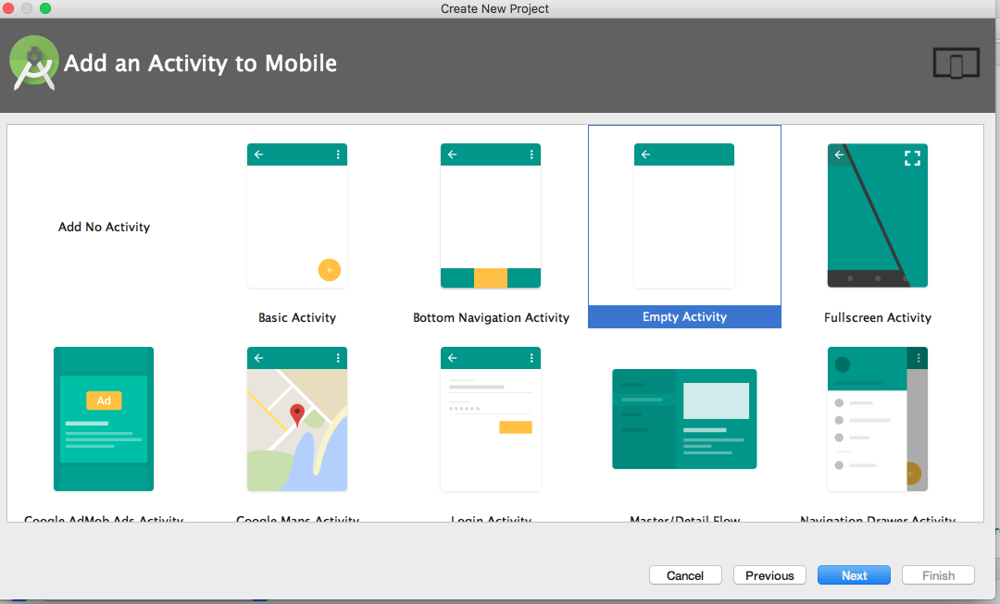 Create New Project
Add an Activity to Mobile
Add No Activity
Basic Activity
Bottom Navigation Activity
Empty Activity
Fullscreen Activity
Ad
Google AdMob Ads Activity
Google Maps Activity
Login Activity
Master/Detail Flow
Navigation Drawer Activity
Cancel
Previous
Next
Finish